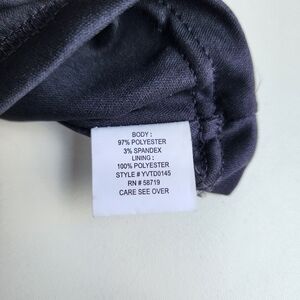 BODY :
97% POLYESTER
3% SPANDEX
LINING :
100% POLYESTER
STYLE # YVTD0145
RN # 58719
CARE SEE OVER